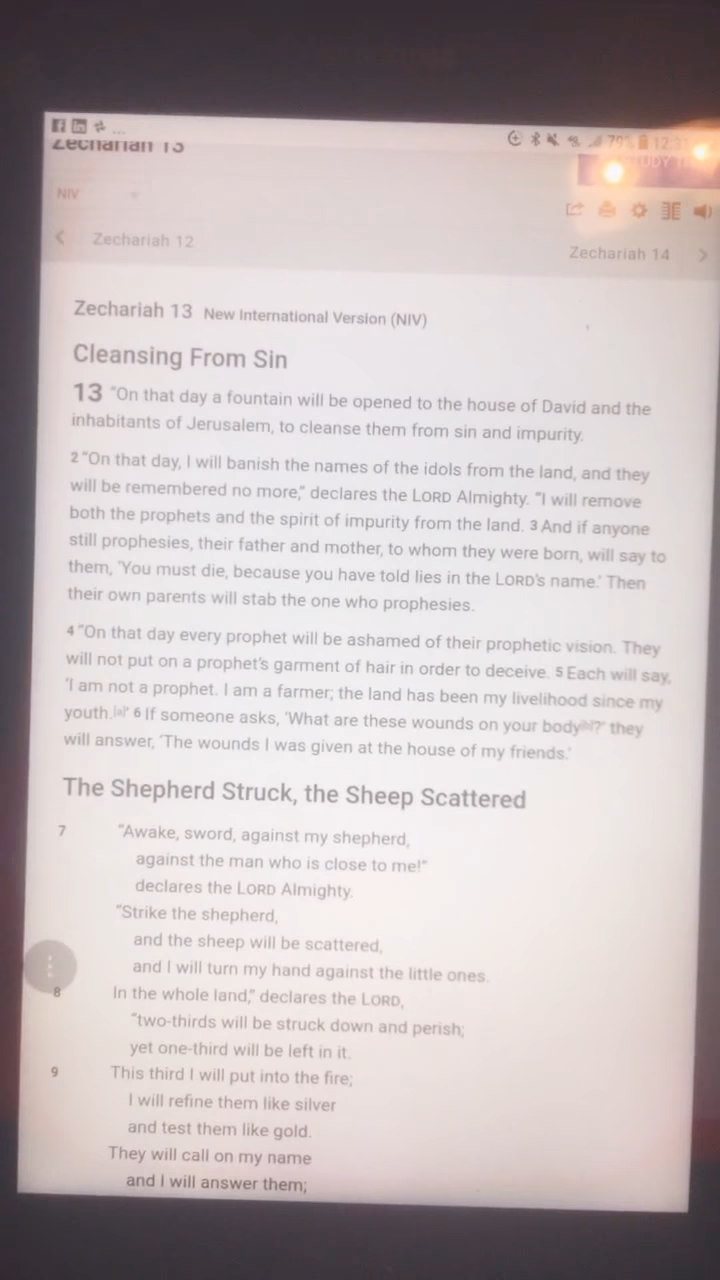 Zechariah 13
79% 12:3
TUDY T
NIV
Zechariah 12
Zechariah 14
Zechariah 13 New International Version (NIV)
Cleansing From Sin
13 “On that day a fountain will be opened to the house of David and the
inhabitants of Jerusalem, to cleanse them from sin and impurity.
2 “On that day, I will banish the names of the idols from the land, and they
will be remembered no more,” declares the LORD Almighty. “I will remove
both the prophets and the spirit of impurity from the land. 3 And if anyone
still prophesies, their father and mother, to whom they were born, will say to
them, ‘You must die, because you have told lies in the LORD’s name.’ Then
their own parents will stab the one who prophesies.
4 “On that day every prophet will be ashamed of their prophetic vision. They
will not put on a prophet’s garment of hair in order to deceive. 5 Each will say,
‘I am not a prophet. I am a farmer; the land has been my livelihood since my
youth.[a]’ 6 If someone asks, ‘What are these wounds on your body[b]?’ they
will answer, ‘The wounds I was given at the house of my friends.’
The Shepherd Struck, the Sheep Scattered
7 “Awake, sword, against my shepherd,
against the man who is close to me!”
declares the LORD Almighty.
“Strike the shepherd,
and the sheep will be scattered,
and I will turn my hand against the little ones.
8 In the whole land,” declares the LORD,
“two-thirds will be struck down and perish;
yet one-third will be left in it.
9 This third I will put into the fire;
I will refine them like silver
and test them like gold.
They will call on my name
and I will answer them;